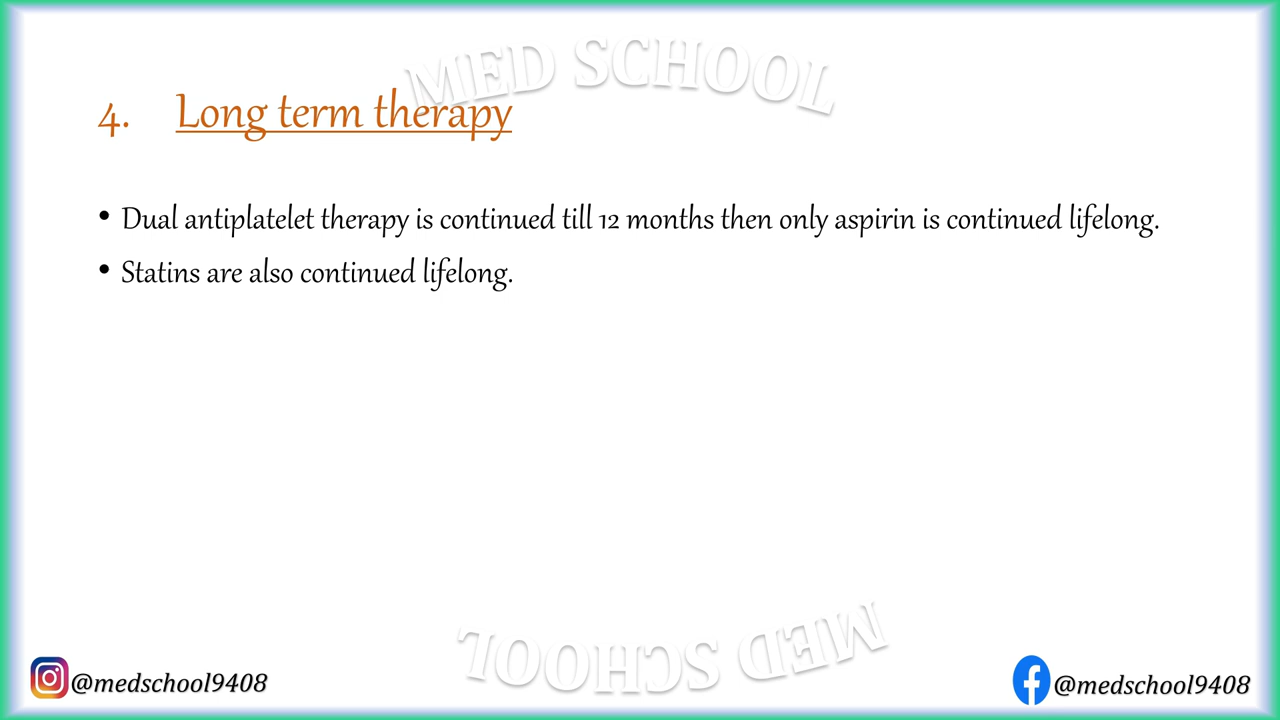 MED SCHOOL
4. Long term therapy
• Dual antiplatelet therapy is continued till 12 months then only aspirin is continued lifelong.
• Statins are also continued lifelong.
MED SCHOOL
@medschool9408
@medschool9408